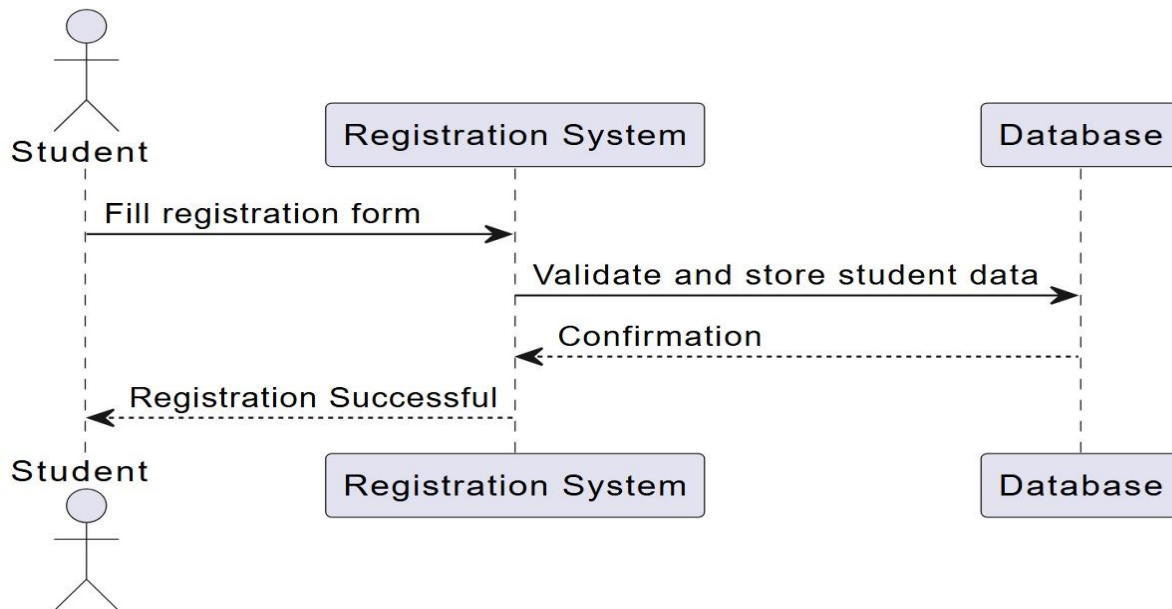 Student
Registration System
Database
Fill registration form
Validate and store student data
Confirmation
Registration Successful
Student
Registration System
Database